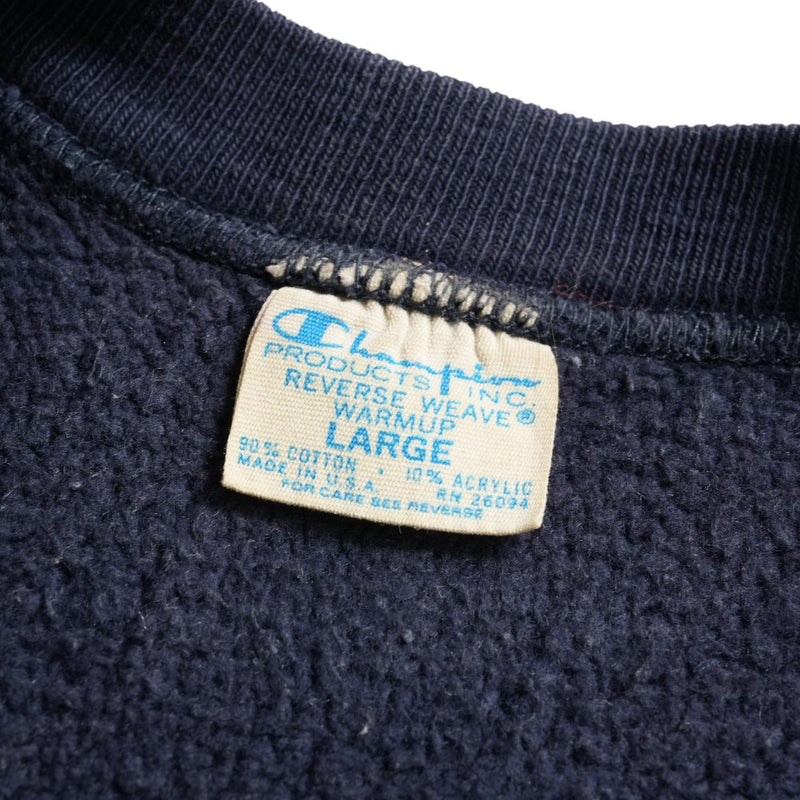 Champion
PRODUCTS INC.
REVERSE WEAVE®
WARMUP
LARGE
90% COTTON • 10% ACRYLIC
MADE IN U.S.A. RN 26094
FOR CARE SEE REVERSE